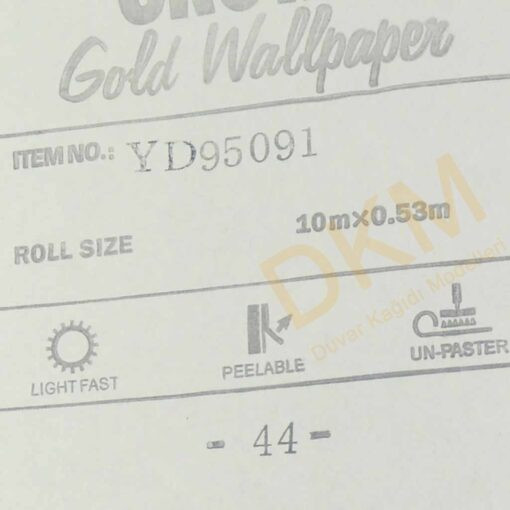 Gold Wallpaper
ITEM NO.: YD95091
ROLL SIZE 10m×0.53m
DKM
Duvar Kağıdı Modelleri
LIGHT FAST
PEELABLE
UN-PASTER
- 44 -